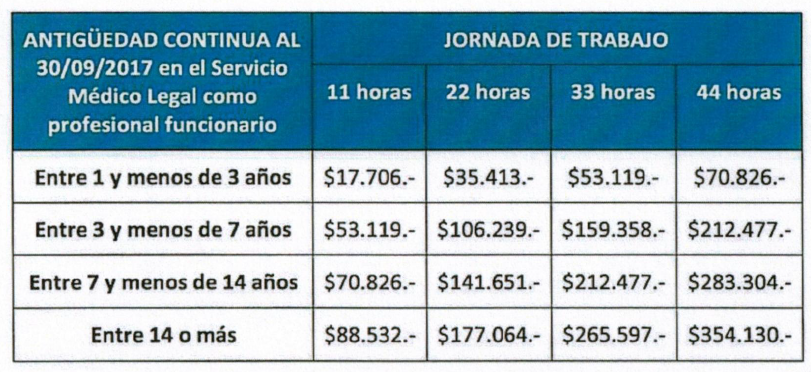 ANTIGÜEDAD CONTINUA AL
30/09/2017 en el Servicio
Médico Legal como
profesional funcionario
JORNADA DE TRABAJO
11 horas 22 horas 33 horas 44 horas
Entre 1 y menos de 3 años $17.706.- $35.413.- $53.119.- $70.826.-
Entre 3 y menos de 7 años $53.119.- $106.239.- $159.358.- $212.477.-
Entre 7 y menos de 14 años $70.826.- $141.651.- $212.477.- $283.304.-
Entre 14 o más $88.532.- $177.064.- $265.597.- $354.130.-